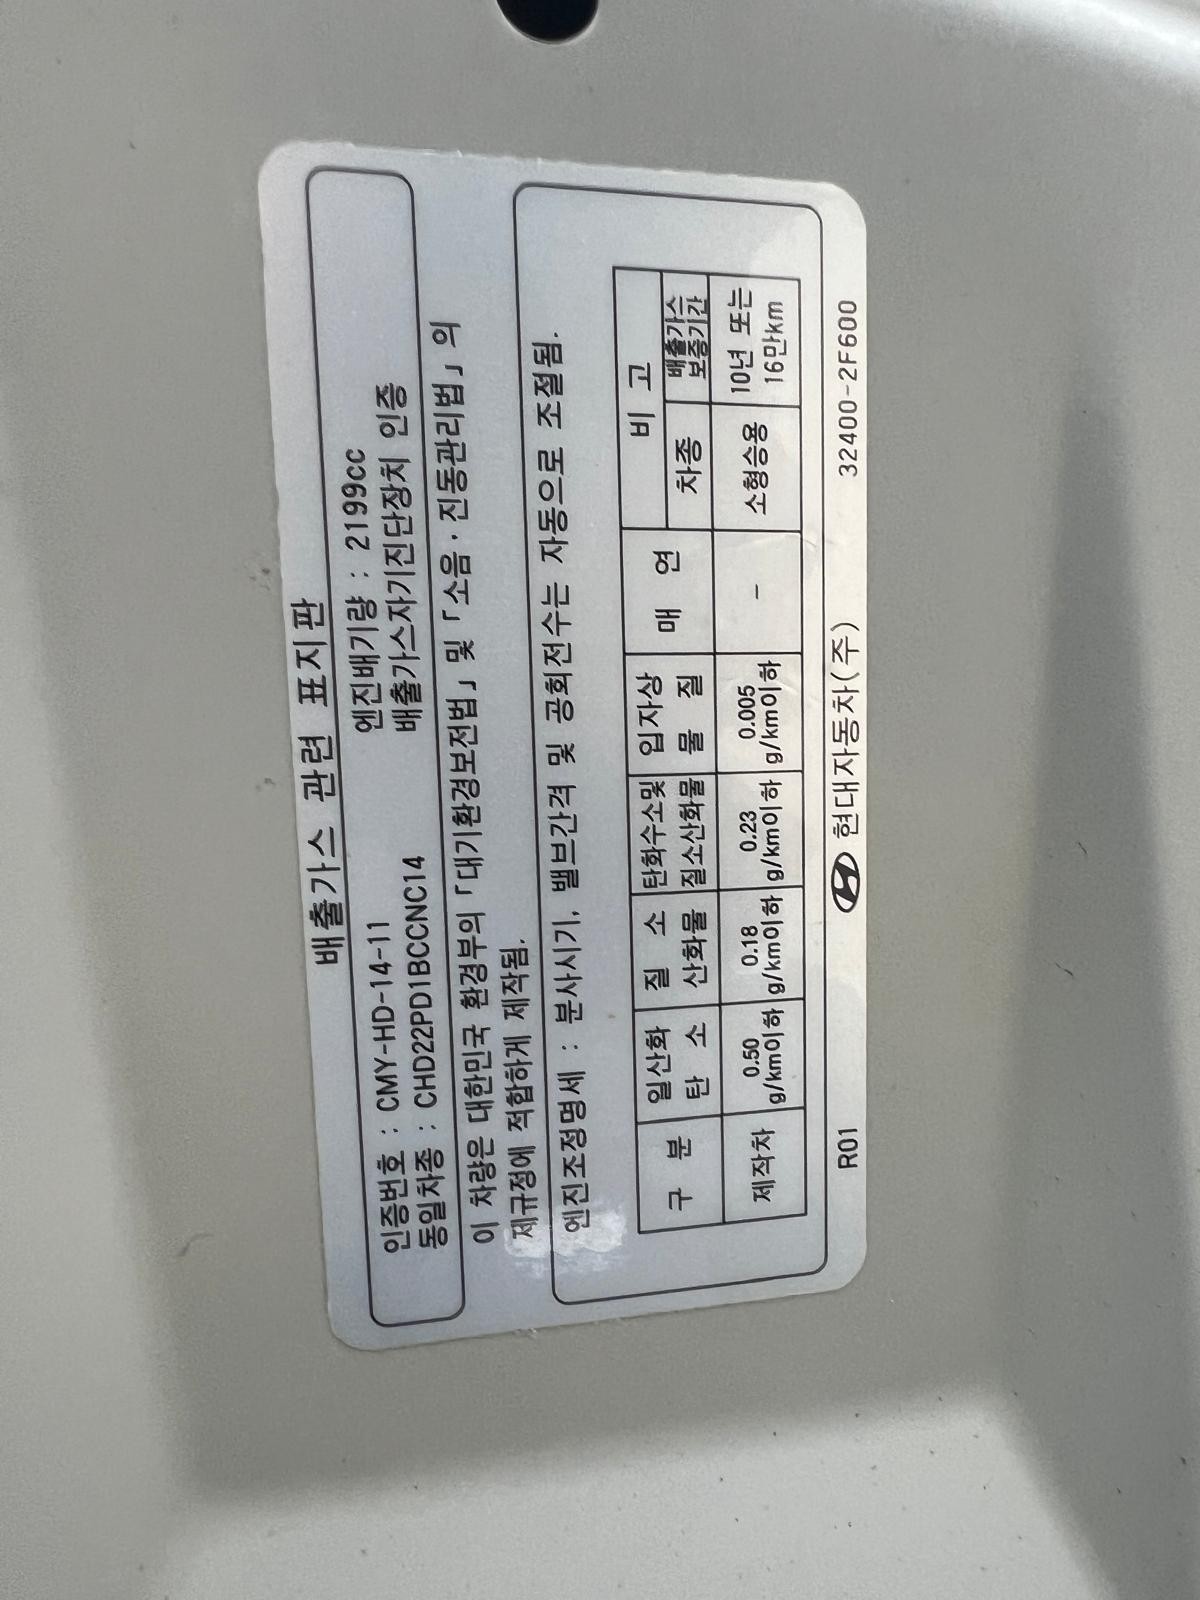 배출가스 관련 표지판
인증번호 : CMY-HD-14-11 엔진배기량 : 2199cc
동일차종 : CHD22PD1BCCNC14 배출가스자기진단장치 인증
이 차량은 대한민국 환경부의 「대기환경보전법」 및 「소음·진동관리법」의
제규정에 적합하게 제작됨.
엔진조정명세 : 분사시기, 밸브간격 및 공회전수는 자동으로 조절됨.
구 분 일산화 탄 소 질 소 산화물 탄화수소및 질소산화물 입자상 물 질 매 연 비 고
차종 배출가스 보증기간
제작차 0.50 g/km이하 0.18 g/km이하 0.23 g/km이하 0.005 g/km이하 - 소형승용 10년 또는 16만km
R01 현대자동차(주) 32400-2F600